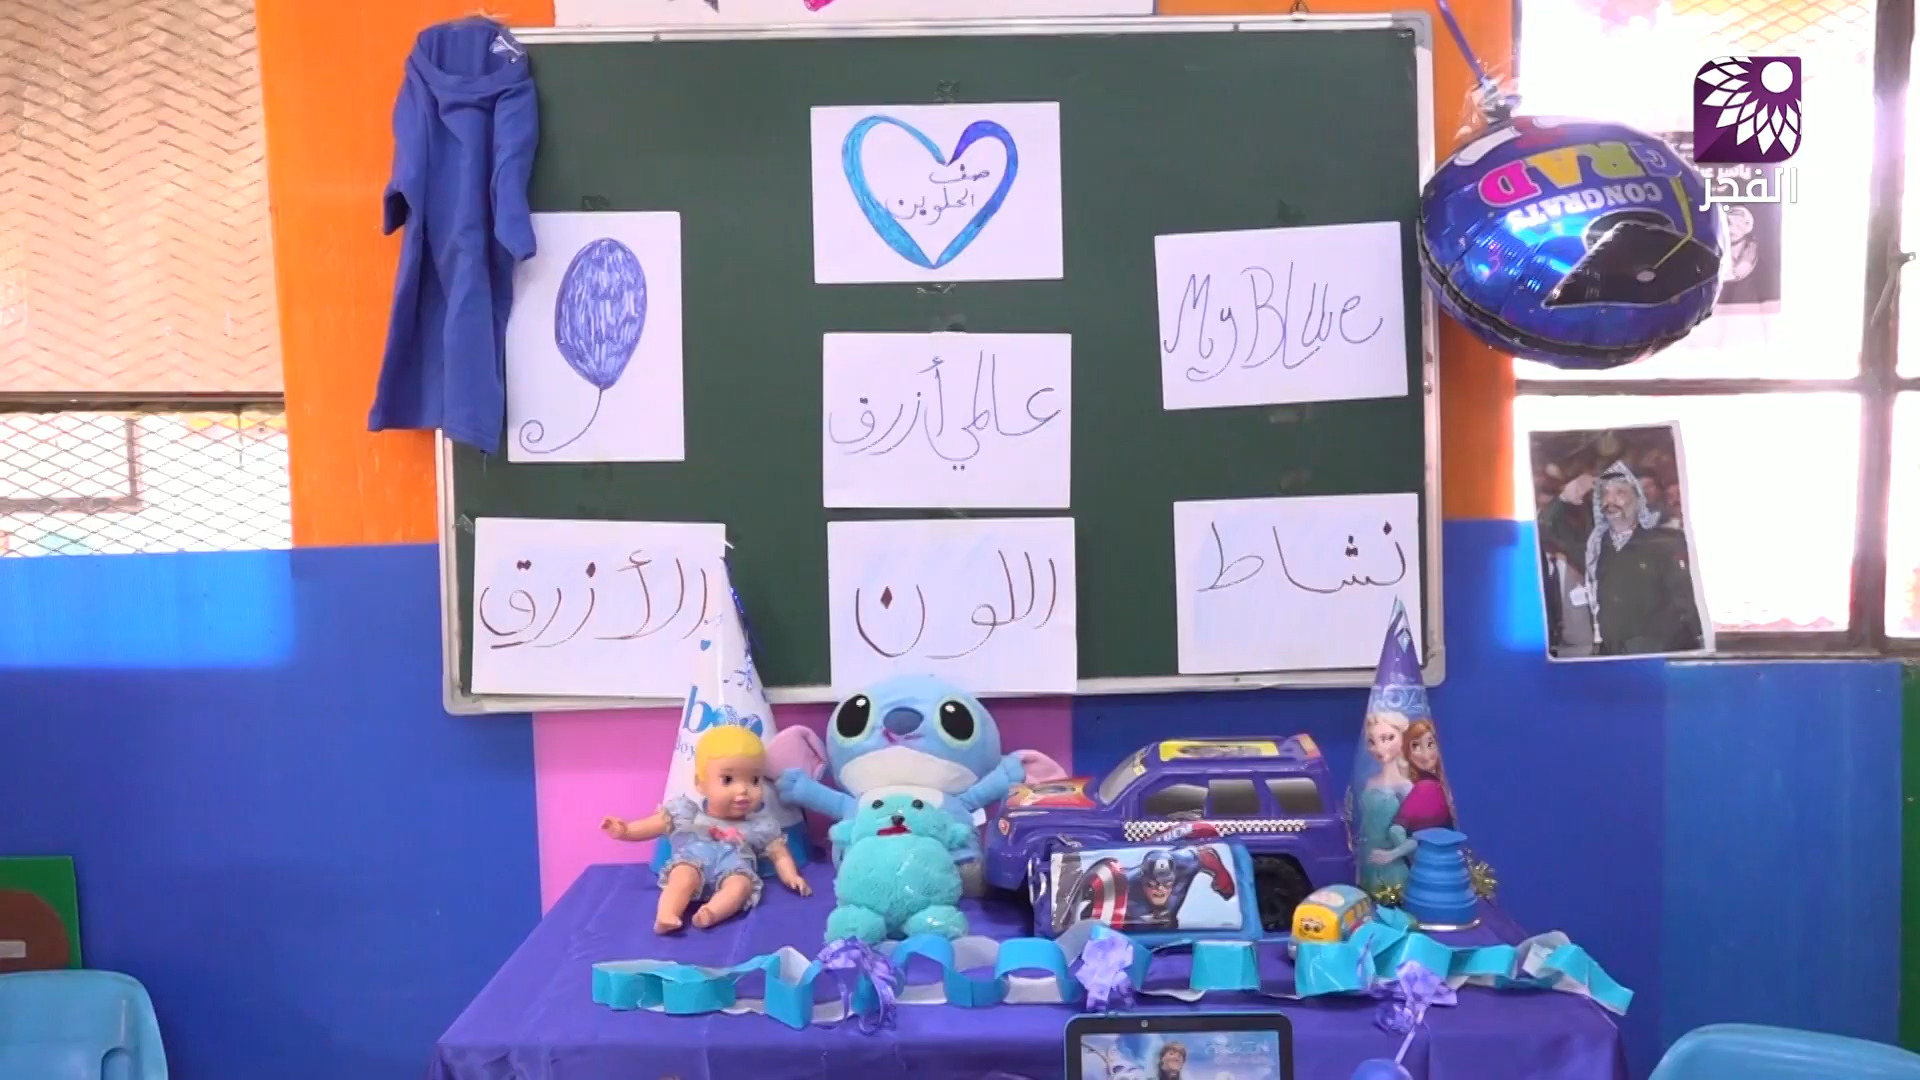 صف
الحلوين
My Blue
عالمي أزرق
نشاط
اللون
الأزرق
CONGRATS
GRAD
الفجر